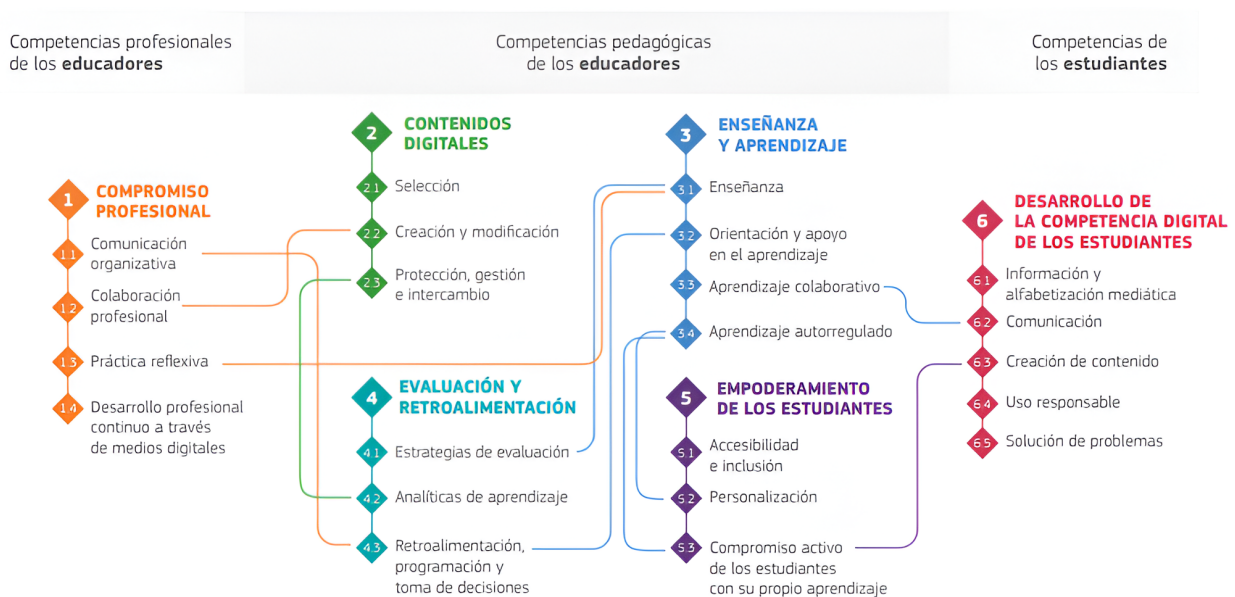 Competencias profesionales
de los educadores
Competencias pedagógicas
de los educadores
Competencias de
los estudiantes
1
COMPROMISO
PROFESIONAL
1.1
Comunicación
organizativa
1.2
Colaboración
profesional
1.3
Práctica reflexiva
1.4
Desarrollo profesional
continuo a través
de medios digitales
2
CONTENIDOS
DIGITALES
2.1
Selección
2.2
Creación y modificación
2.3
Protección, gestión
e intercambio
3
ENSEÑANZA
Y APRENDIZAJE
3.1
Enseñanza
3.2
Orientación y apoyo
en el aprendizaje
3.3
Aprendizaje colaborativo
3.4
Aprendizaje autorregulado
4
EVALUACIÓN Y
RETROALIMENTACIÓN
4.1
Estrategias de evaluación
4.2
Analíticas de aprendizaje
4.3
Retroalimentación,
programación y
toma de decisiones
5
EMPODERAMIENTO
DE LOS ESTUDIANTES
5.1
Accesibilidad
e inclusión
5.2
Personalización
5.3
Compromiso activo
de los estudiantes
con su propio aprendizaje
6
DESARROLLO DE
LA COMPETENCIA DIGITAL
DE LOS ESTUDIANTES
6.1
Información y
alfabetización mediática
6.2
Comunicación
6.3
Creación de contenido
6.4
Uso responsable
6.5
Solución de problemas